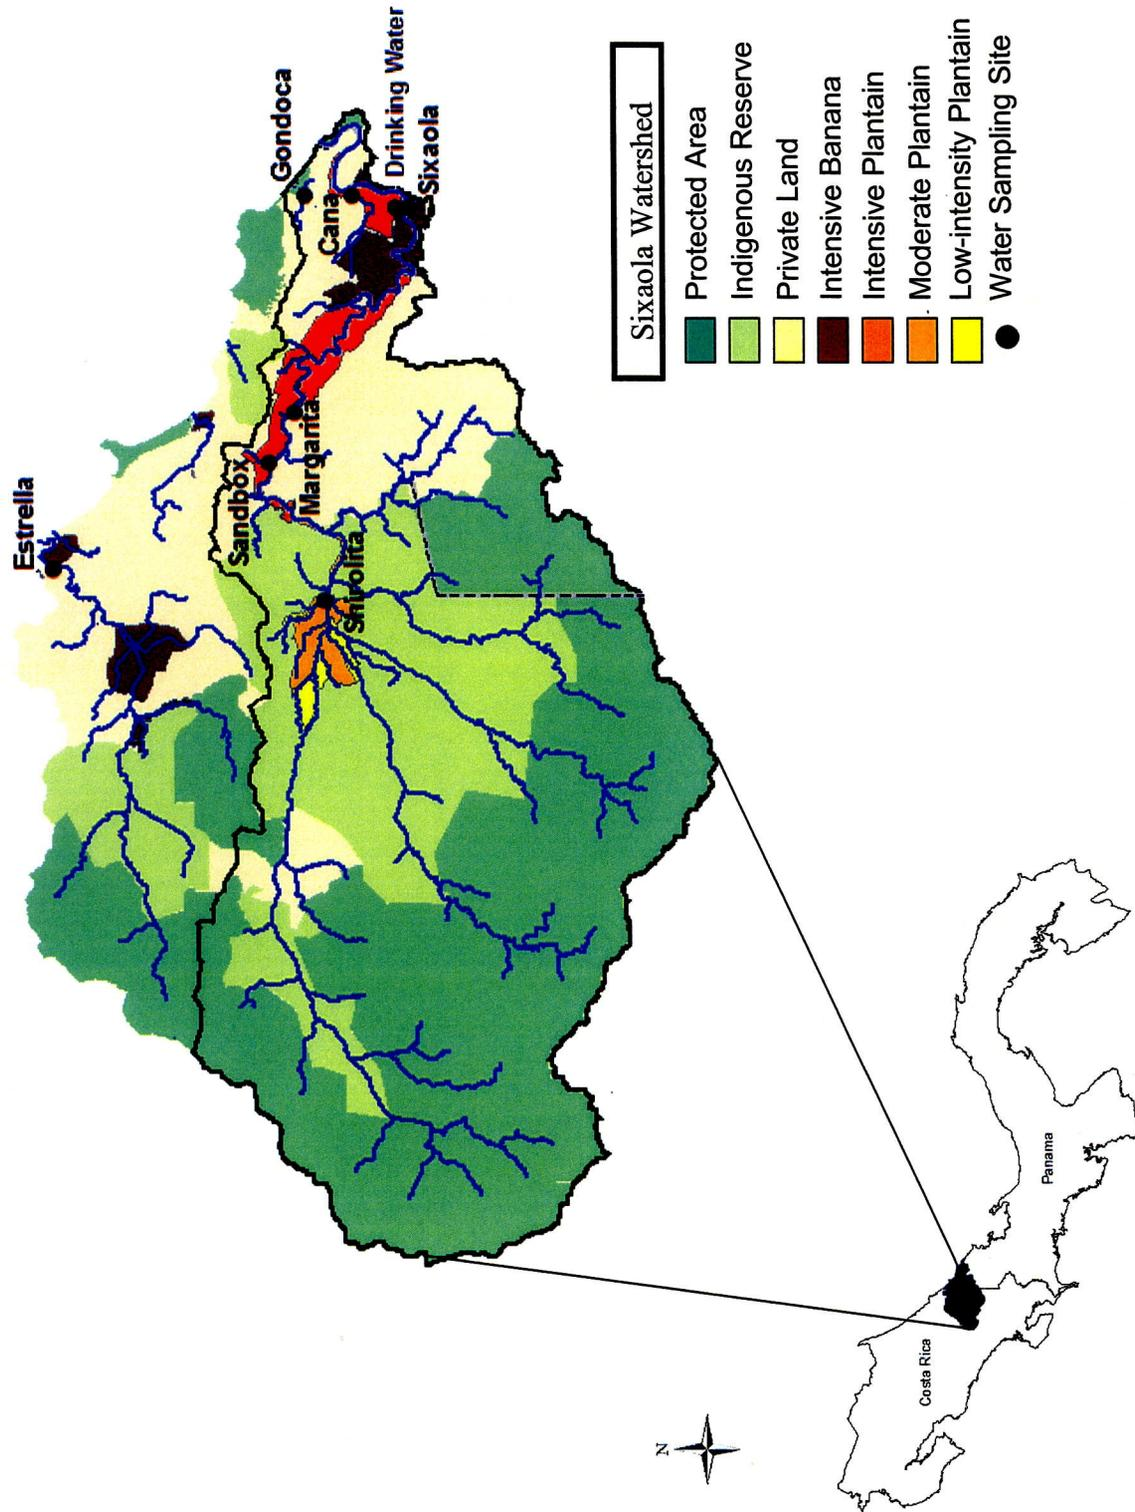 Estrella
Gondoca
Cana
Drinking Water
Sixaola
Sandbox
Margarita
Shirolita
Sixaola Watershed
Protected Area
Indigenous Reserve
Private Land
Intensive Banana
Intensive Plantain
Moderate Plantain
Low-intensity Plantain
Water Sampling Site
N
Costa Rica
Panama